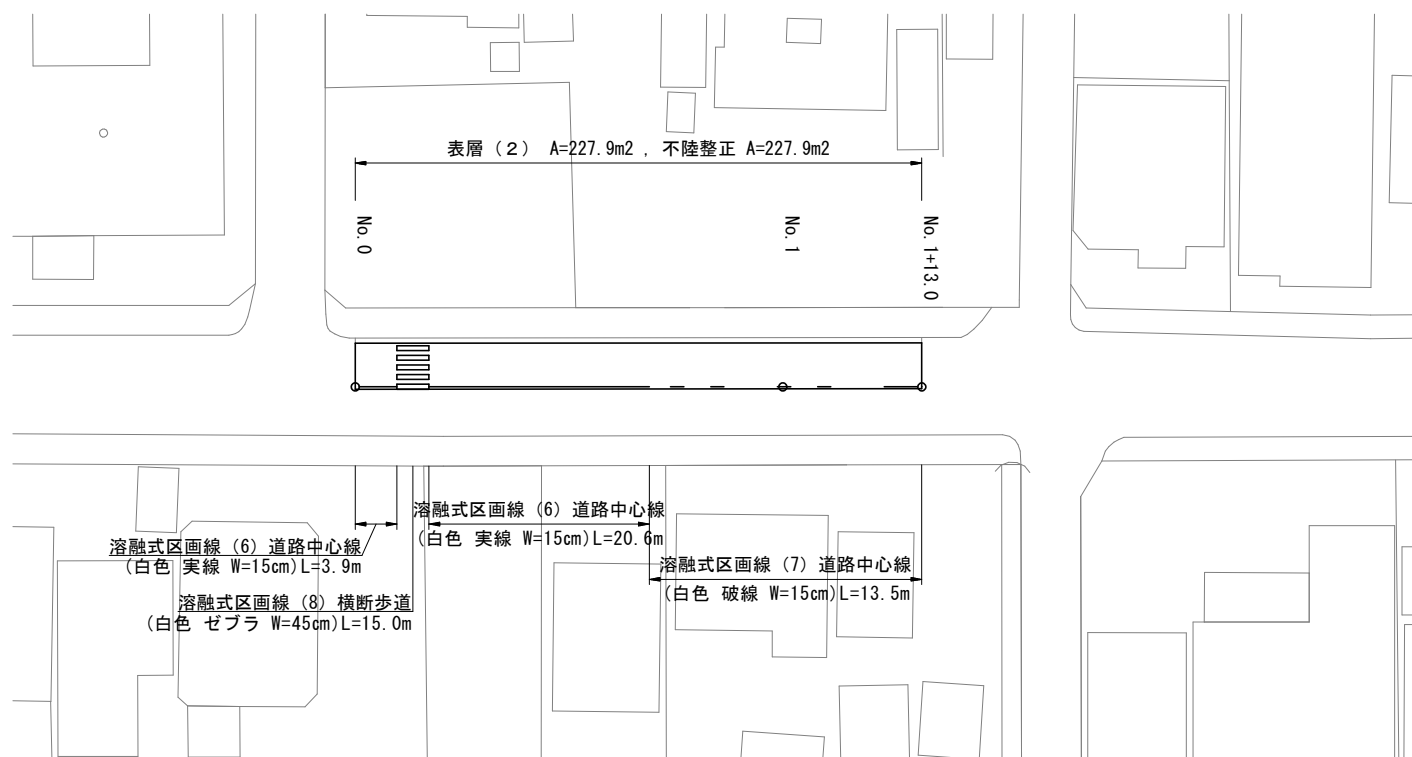 表層（２） A=227.9m2 , 不陸整正 A=227.9m2
No. 0
No. 1
No. 1+13.0
溶融式区画線（6）道路中心線
(白色 実線 W=15cm)L=20.6m
溶融式区画線（6）道路中心線
(白色 実線 W=15cm)L=3.9m
溶融式区画線（7）道路中心線
(白色 破線 W=15cm)L=13.5m
溶融式区画線（8）横断歩道
(白色 ゼブラ W=45cm)L=15.0m